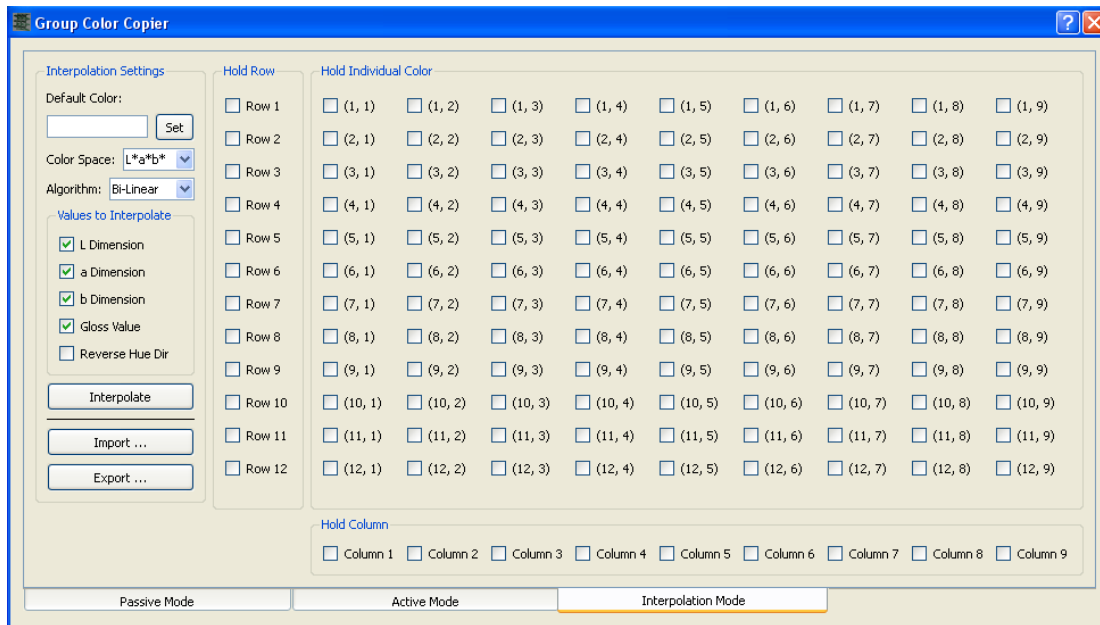 Group Color Copier
Interpolation Settings
Default Color:
Set
Color Space: L*a*b*
Algorithm: Bi-Linear
Values to Interpolate
L Dimension
a Dimension
b Dimension
Gloss Value
Reverse Hue Dir
Interpolate
Import ...
Export ...
Hold Row
Row 1
Row 2
Row 3
Row 4
Row 5
Row 6
Row 7
Row 8
Row 9
Row 10
Row 11
Row 12
Hold Individual Color
(1, 1) (1, 2) (1, 3) (1, 4) (1, 5) (1, 6) (1, 7) (1, 8) (1, 9)
(2, 1) (2, 2) (2, 3) (2, 4) (2, 5) (2, 6) (2, 7) (2, 8) (2, 9)
(3, 1) (3, 2) (3, 3) (3, 4) (3, 5) (3, 6) (3, 7) (3, 8) (3, 9)
(4, 1) (4, 2) (4, 3) (4, 4) (4, 5) (4, 6) (4, 7) (4, 8) (4, 9)
(5, 1) (5, 2) (5, 3) (5, 4) (5, 5) (5, 6) (5, 7) (5, 8) (5, 9)
(6, 1) (6, 2) (6, 3) (6, 4) (6, 5) (6, 6) (6, 7) (6, 8) (6, 9)
(7, 1) (7, 2) (7, 3) (7, 4) (7, 5) (7, 6) (7, 7) (7, 8) (7, 9)
(8, 1) (8, 2) (8, 3) (8, 4) (8, 5) (8, 6) (8, 7) (8, 8) (8, 9)
(9, 1) (9, 2) (9, 3) (9, 4) (9, 5) (9, 6) (9, 7) (9, 8) (9, 9)
(10, 1) (10, 2) (10, 3) (10, 4) (10, 5) (10, 6) (10, 7) (10, 8) (10, 9)
(11, 1) (11, 2) (11, 3) (11, 4) (11, 5) (11, 6) (11, 7) (11, 8) (11, 9)
(12, 1) (12, 2) (12, 3) (12, 4) (12, 5) (12, 6) (12, 7) (12, 8) (12, 9)
Hold Column
Column 1 Column 2 Column 3 Column 4 Column 5 Column 6 Column 7 Column 8 Column 9
Passive Mode Active Mode Interpolation Mode